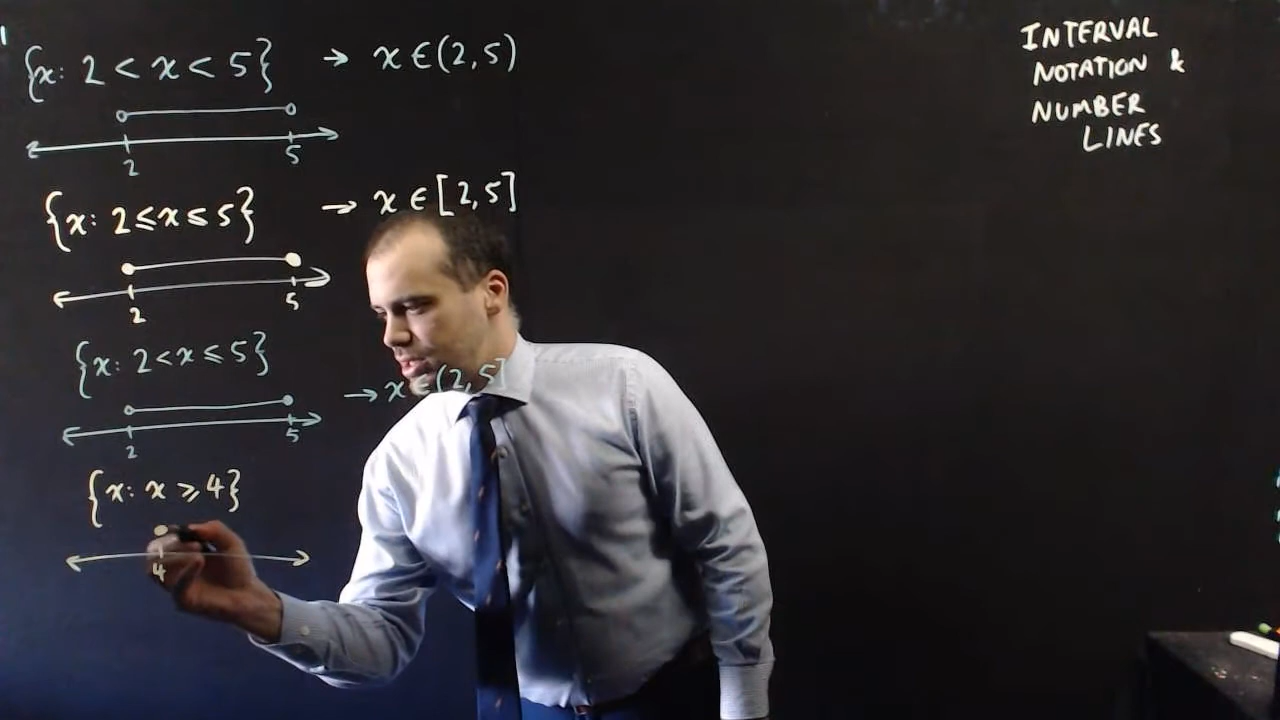 {x: 2 < x < 5} → x ∈ (2, 5)
2 5
{x: 2 ≤ x ≤ 5} → x ∈ [2, 5]
2 5
{x: 2 < x ≤ 5} → x ∈ (2, 5]
2 5
{x: x ≥ 4}
4
INTERVAL
NOTATION &
NUMBER
LINES